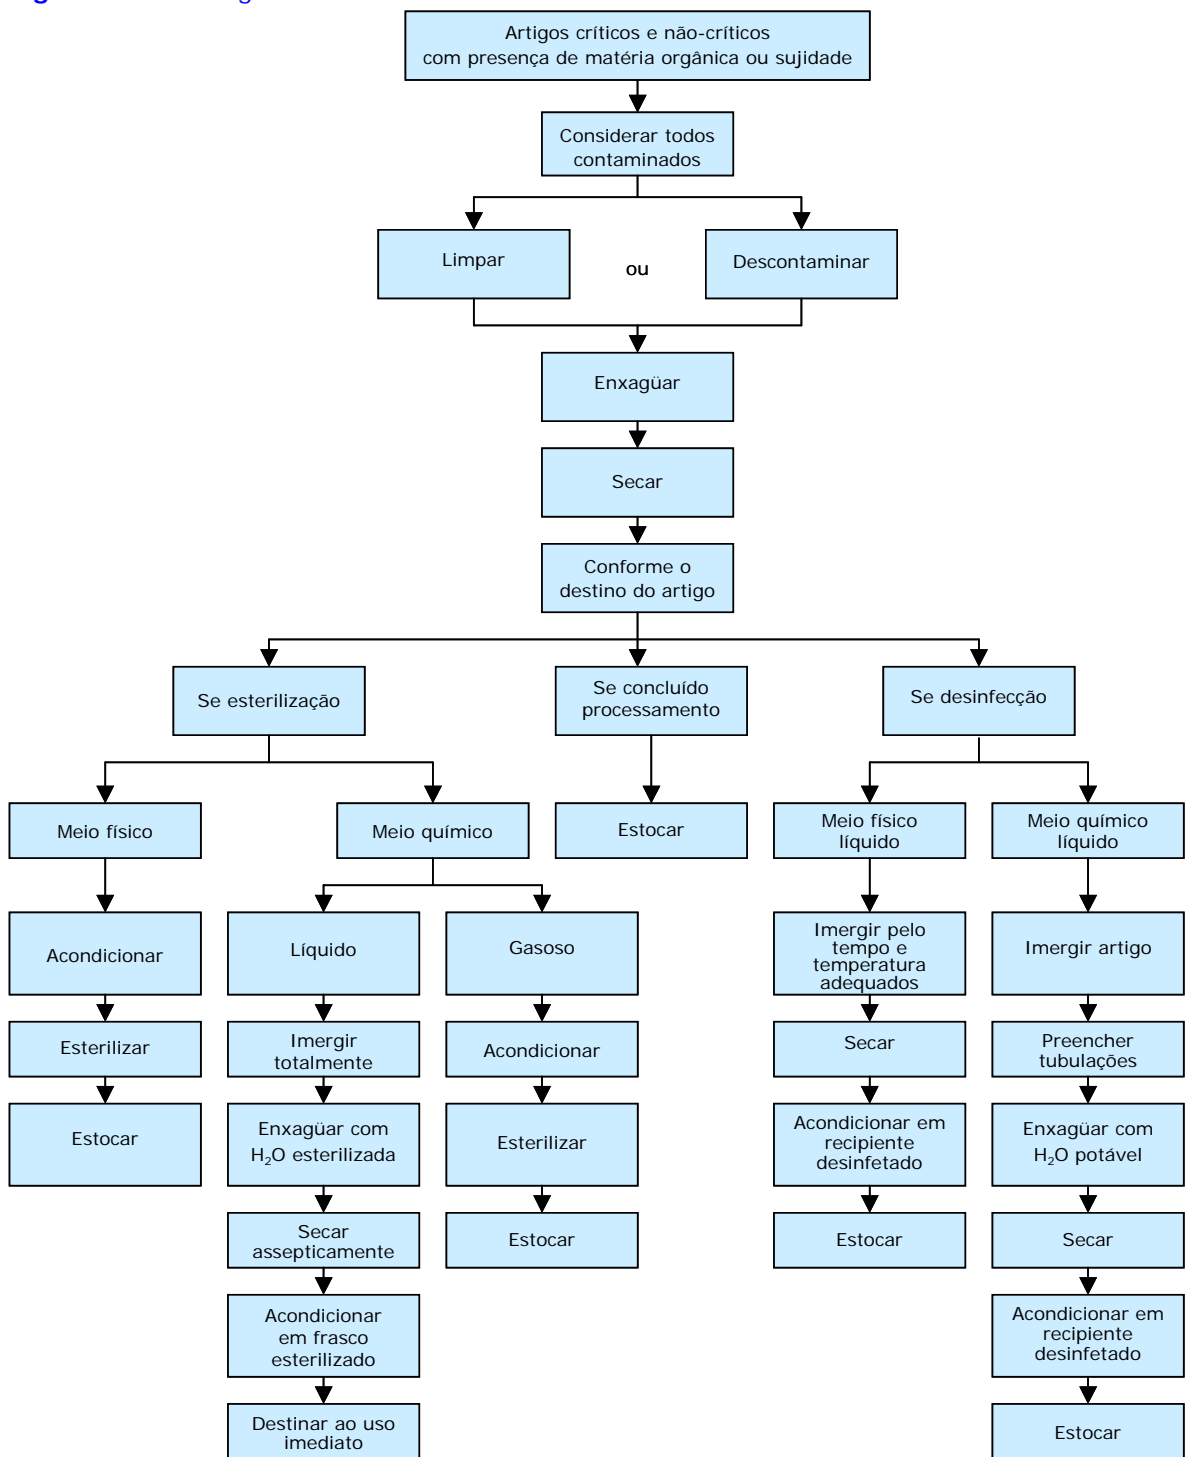 Artigos críticos e não-críticos
com presença de matéria orgânica ou sujidade
Considerar todos
contaminados
Limpar
ou
Descontaminar
Enxagüar
Secar
Conforme o
destino do artigo
Se esterilização
Se concluído
processamento
Se desinfecção
Meio físico
Meio químico
Estocar
Meio físico
líquido
Meio químico
líquido
Acondicionar
Líquido
Gasoso
Imergir pelo
tempo e
temperatura
adequados
Imergir artigo
Esterilizar
Imergir
totalmente
Acondicionar
Secar
Preencher
tubulações
Estocar
Enxagüar com
H₂O esterilizada
Esterilizar
Acondicionar em
recipiente
desinfetado
Enxagüar com
H₂O potável
Secar
assepticamente
Estocar
Estocar
Secar
Acondicionar
em frasco
esterilizado
Acondicionar em
recipiente
desinfetado
Destinar ao uso
imediato
Estocar